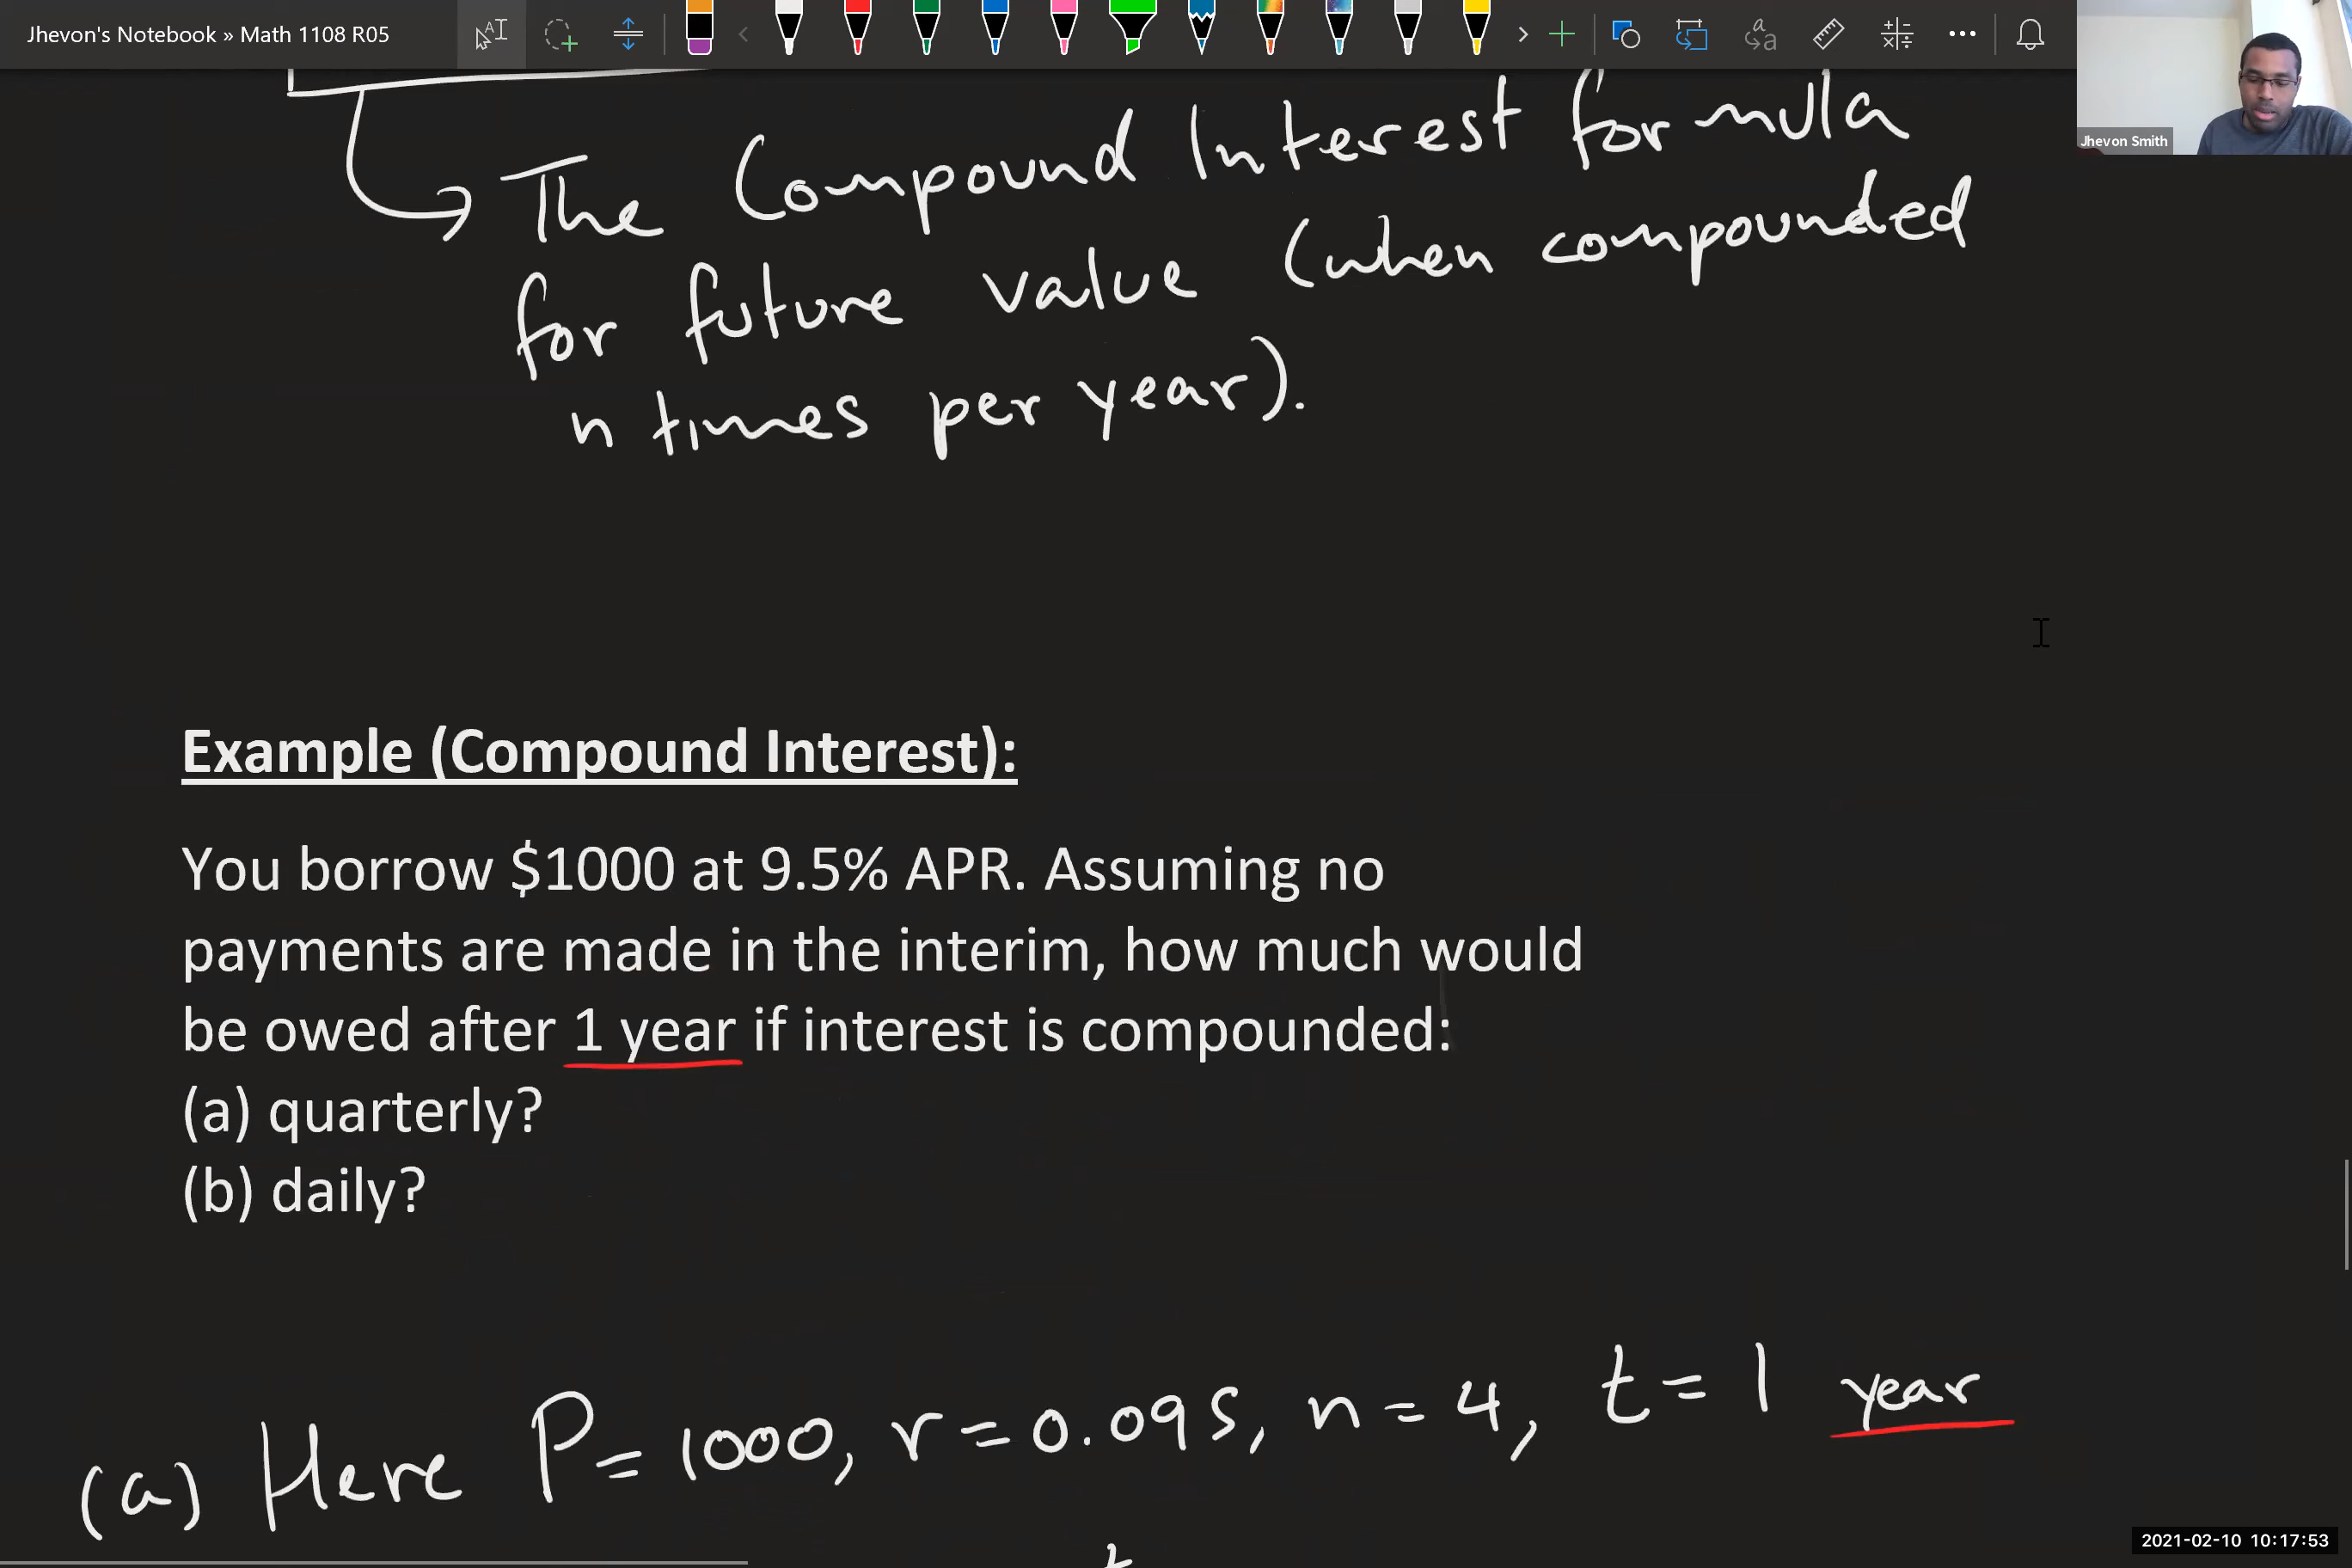 Jhevon's Notebook » Math 1108 R05
Jhevon Smith
The Compound Interest formula
for future value (when compounded
n times per year).
Example (Compound Interest):
You borrow $1000 at 9.5% APR. Assuming no
payments are made in the interim, how much would
be owed after 1 year if interest is compounded:
(a) quarterly?
(b) daily?
(a) Here P = 1000, r = 0.095, n = 4, t = 1 year
t
2021-02-10 10:17:53